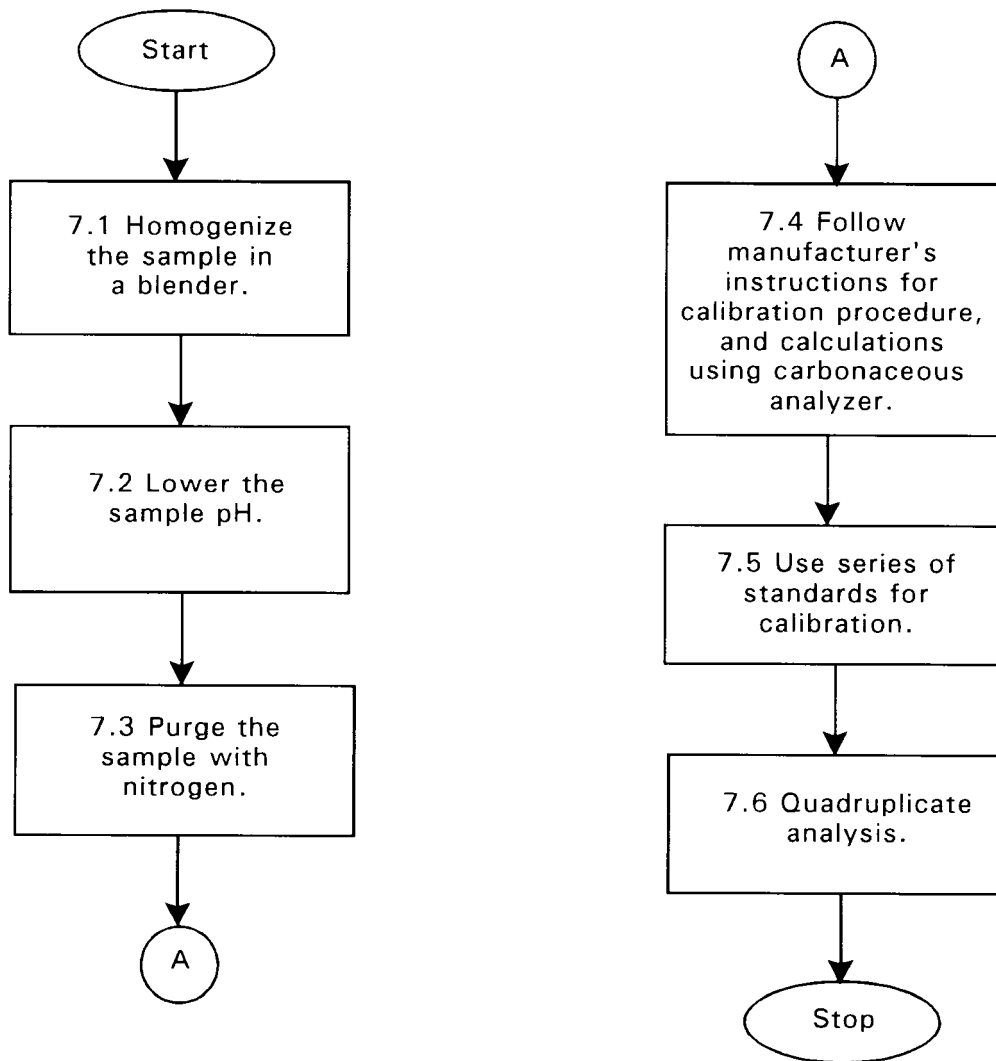 Start
7.1 Homogenize
the sample in
a blender.
7.2 Lower the
sample pH.
7.3 Purge the
sample with
nitrogen.
A
A
7.4 Follow
manufacturer's
instructions for
calibration procedure,
and calculations
using carbonaceous
analyzer.
7.5 Use series of
standards for
calibration.
7.6 Quadruplicate
analysis.
Stop